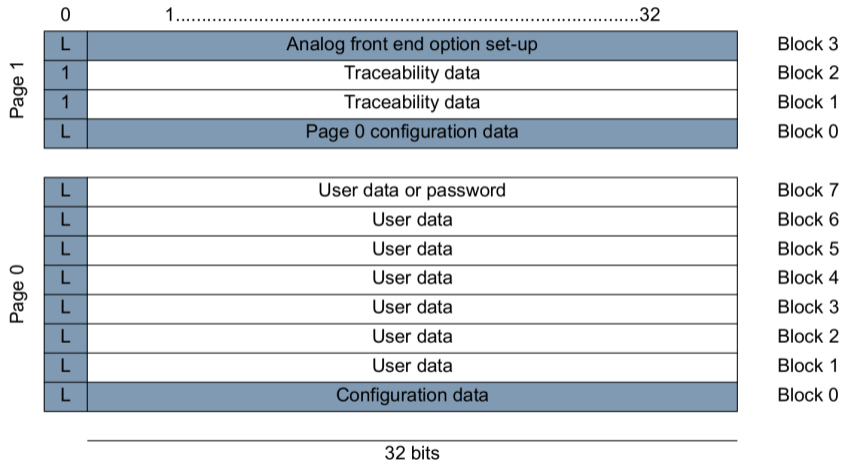 0 1...........................................................................................32
L Analog front end option set-up Block 3
1 Traceability data Block 2
1 Traceability data Block 1
L Page 0 configuration data Block 0
Page 1
L User data or password Block 7
L User data Block 6
L User data Block 5
L User data Block 4
L User data Block 3
L User data Block 2
L User data Block 1
L Configuration data Block 0
Page 0
32 bits